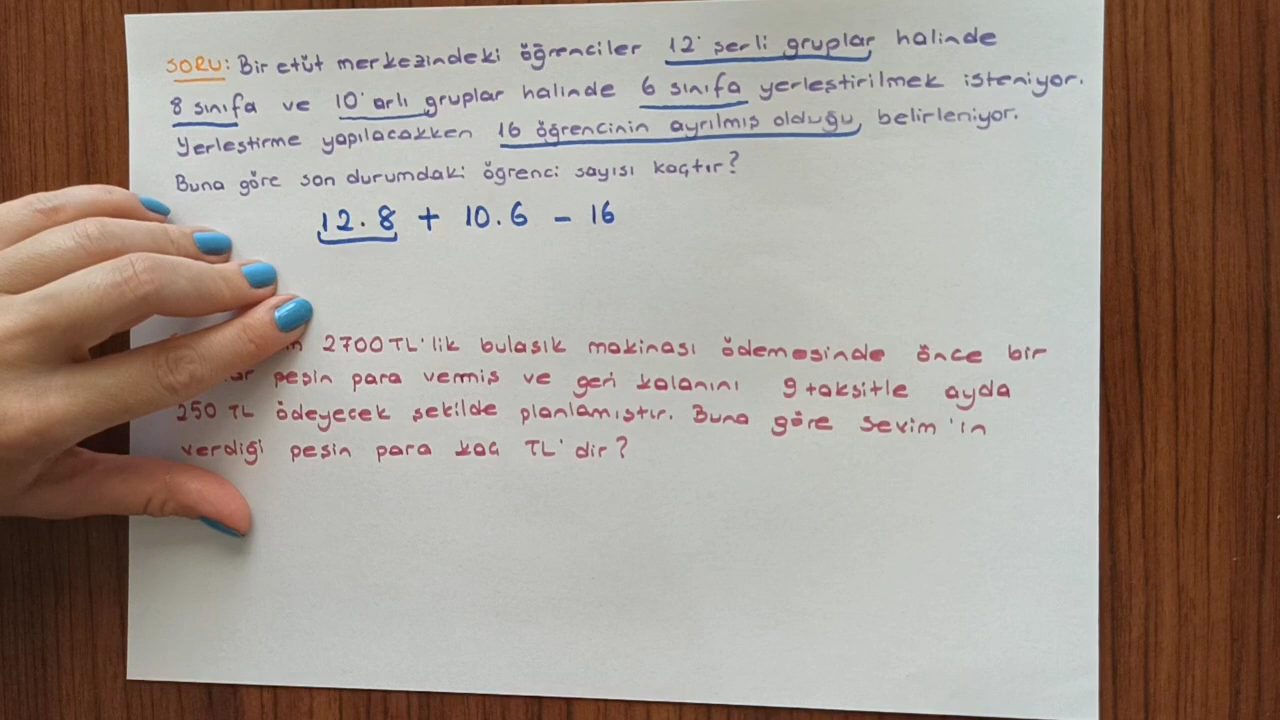 SORU: Bir etüt merkezindeki öğrenciler 12'şerli gruplar halinde
8 sınıfa ve 10'arlı gruplar halinde 6 sınıfa yerleştirilmek isteniyor.
Yerleştirme yapılacakken 16 öğrencinin ayrılmış olduğu belirleniyor.
Buna göre son durumdaki öğrenci sayısı kaçtır?
12.8 + 10.6 - 16
2700 TL'lik bulaşık makinası ödemesinde önce bir
peşin para vermiş ve geri kalanını 9 taksitle ayda
250 TL ödeyecek şekilde planlamıştır. Buna göre Sevim'in
verdiği peşin para kaç TL'dir?